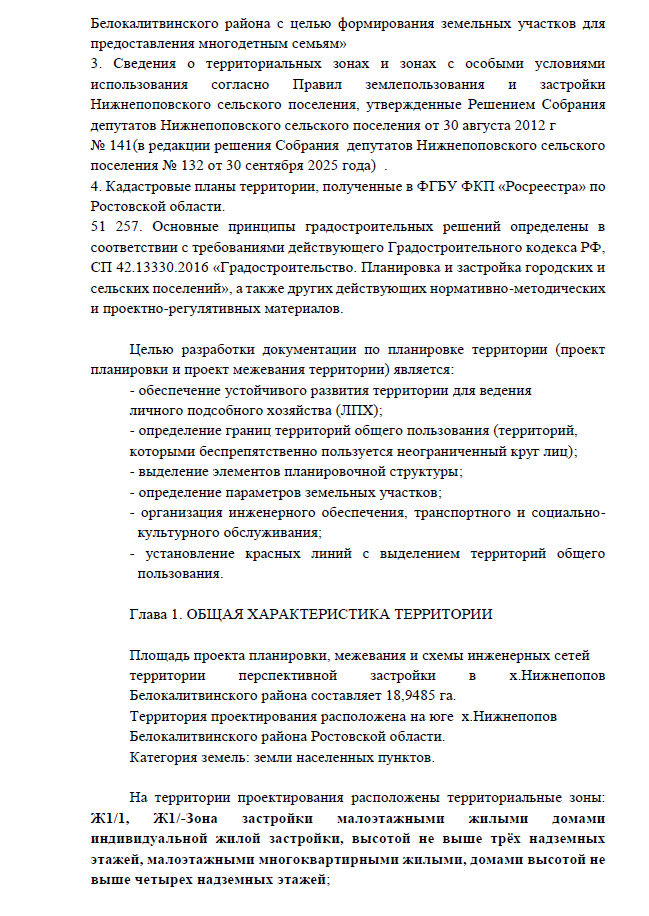 Белокалитвинского района с целью формирования земельных участков для
предоставления многодетным семьям»
3. Сведения о территориальных зонах и зонах с особыми условиями
использования согласно Правил землепользования и застройки
Нижнепоповского сельского поселения, утвержденные Решением Собрания
депутатов Нижнепоповского сельского поселения от 30 августа 2012 г
№ 141(в редакции решения Собрания депутатов Нижнепоповского сельского
поселения № 132 от 30 сентября 2025 года) .
4. Кадастровые планы территории, полученные в ФГБУ ФКП «Росреестра» по
Ростовской области.
51 257. Основные принципы градостроительных решений определены в
соответствии с требованиями действующего Градостроительного кодекса РФ,
СП 42.13330.2016 «Градостроительство. Планировка и застройка городских и
сельских поселений», а также других действующих нормативно-методических
и проектно-регулятивных материалов.
Целью разработки документации по планировке территории (проект
планировки и проект межевания территории) является:
- обеспечение устойчивого развития территории для ведения
личного подсобного хозяйства (ЛПХ);
- определение границ территорий общего пользования (территорий,
которыми беспрепятственно пользуется неограниченный круг лиц);
- выделение элементов планировочной структуры;
- определение параметров земельных участков;
- организация инженерного обеспечения, транспортного и социально-
культурного обслуживания;
- установление красных линий с выделением территорий общего
пользования.
Глава 1. ОБЩАЯ ХАРАКТЕРИСТИКА ТЕРРИТОРИИ
Площадь проекта планировки, межевания и схемы инженерных сетей
территории перспективной застройки в х.Нижнепопов
Белокалитвинского района составляет 18,9485 га.
Территория проектирования расположена на юге х.Нижнепопов
Белокалитвинского района Ростовской области.
Категория земель: земли населенных пунктов.
На территории проектирования расположены территориальные зоны:
Ж1/1, Ж1/-Зона застройки малоэтажными жилыми домами
индивидуальной жилой застройки, высотой не выше трёх надземных
этажей, малоэтажными многоквартирными жилыми, домами высотой не
выше четырех надземных этажей;